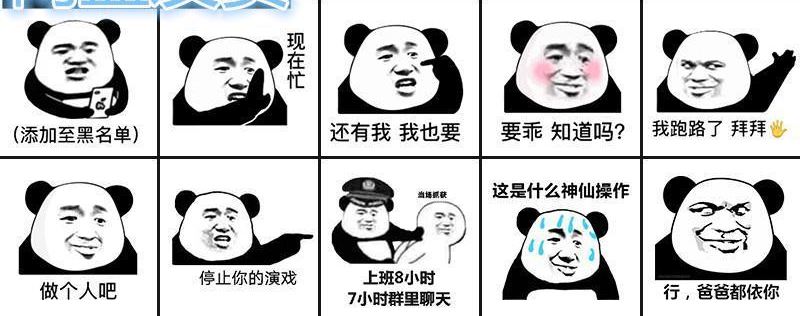 现在忙
(添加至黑名单)
还有我 我也要
要乖 知道吗?
我跑路了 拜拜👋
做个人吧
停止你的演戏
当场抓获
上班8小时
7小时群里聊天
这是什么神仙操作
行，爸爸都依你